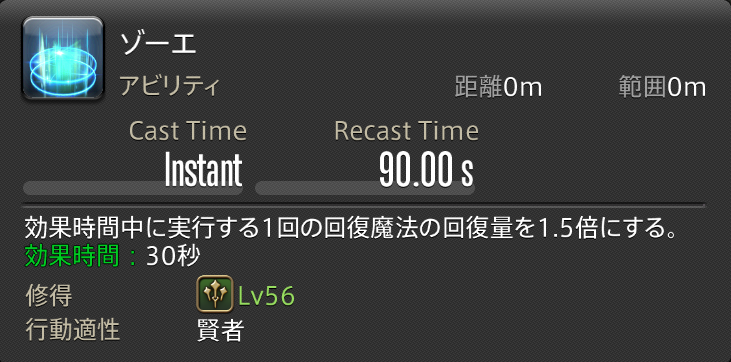 ゾーエ
アビリティ 距離0m 範囲0m
Cast Time Recast Time
Instant 90.00 s
効果時間中に実行する1回の回復魔法の回復量を1.5倍にする。
効果時間：30秒
修得 Lv56
行動適性 賢者